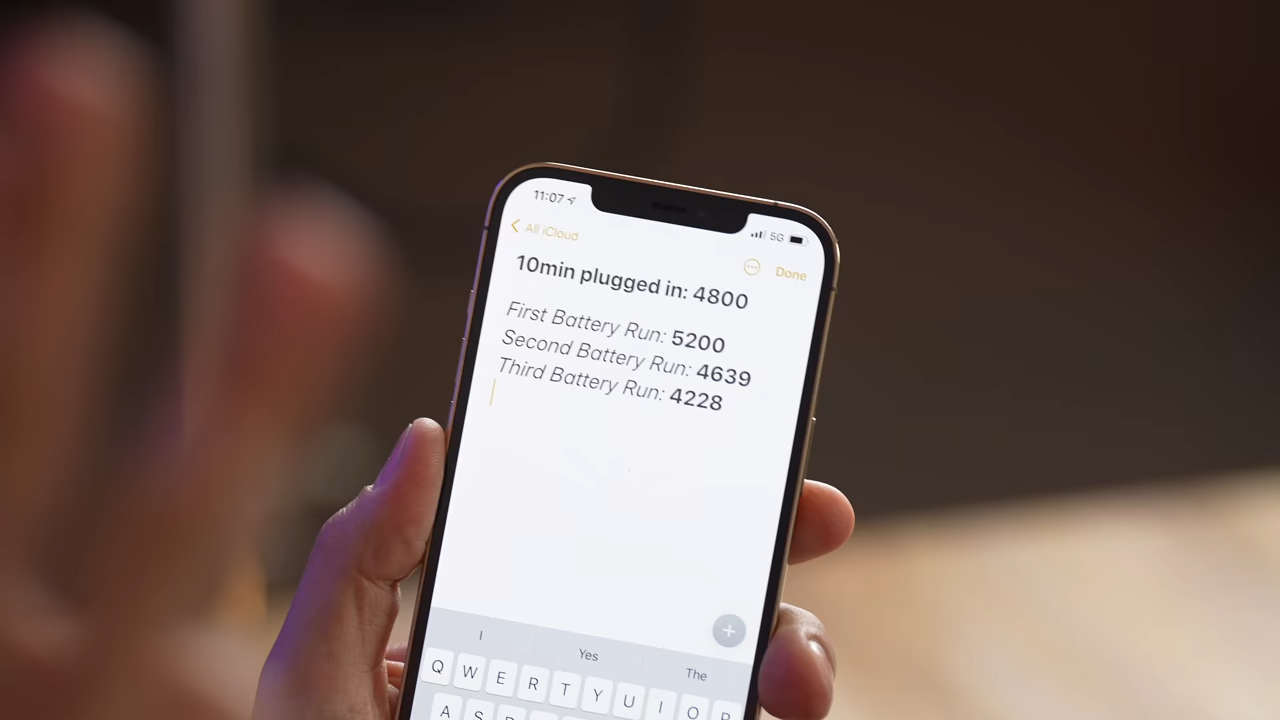 11:07
5G
All iCloud
Done
10min plugged in: 4800
First Battery Run: 5200
Second Battery Run: 4639
Third Battery Run: 4228
I Yes The
Q W E R T Y U I O P
A S D